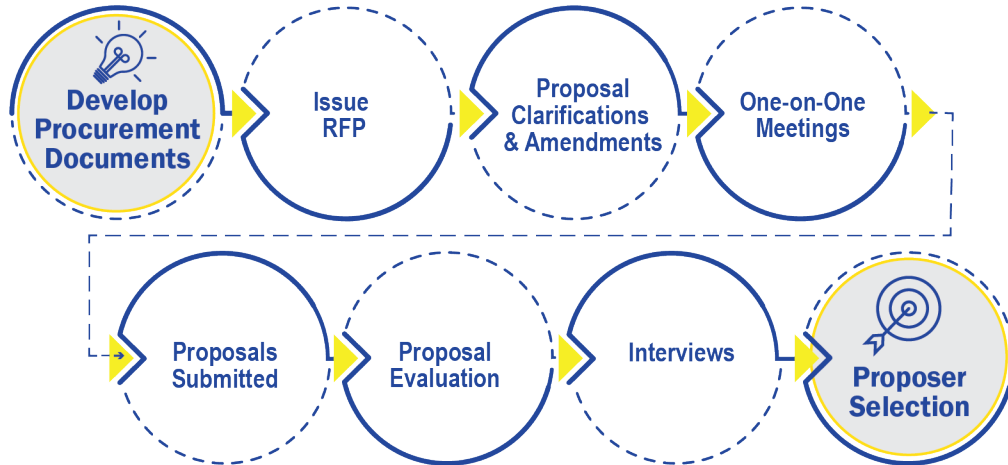 Develop
Procurement
Documents
Issue
RFP
Proposal
Clarifications
& Amendments
One-on-One
Meetings
Proposals
Submitted
Proposal
Evaluation
Interviews
Proposer
Selection